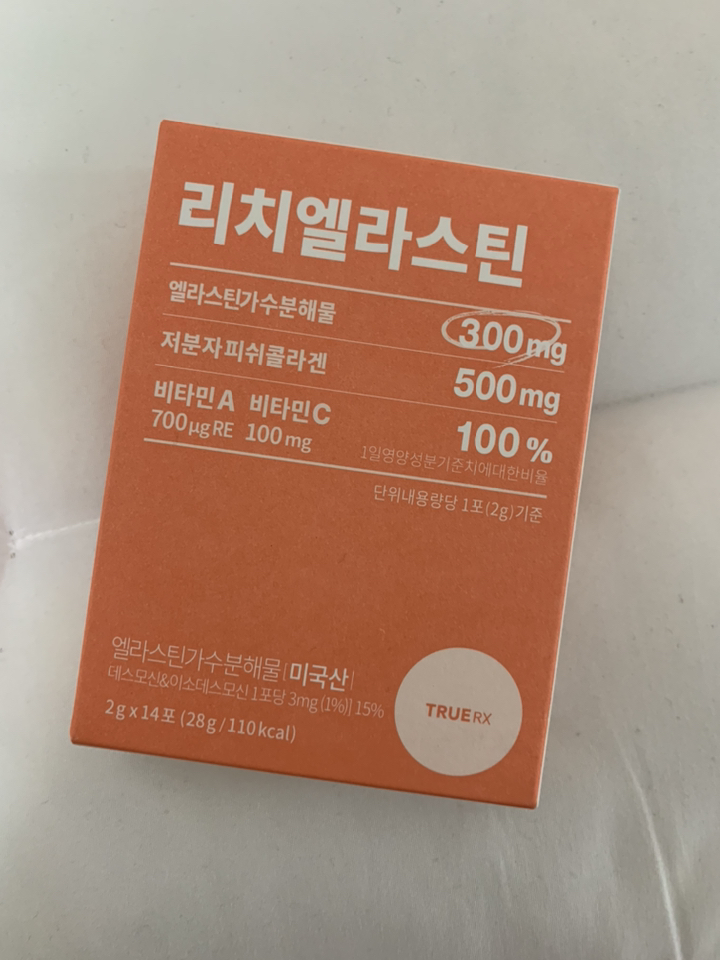 리치엘라스틴
엘라스틴가수분해물 300mg
저분자피쉬콜라겐 500mg
비타민A 비타민C 100%
700μgRE 100mg 1일영양성분기준치에대한비율
단위내용량당 1포(2g)기준
엘라스틴가수분해물[미국산|
데스모신&이소데스모신 1포당 3mg (1%)] 15%
2g x 14포 (28g/110kcal)
TRUERX